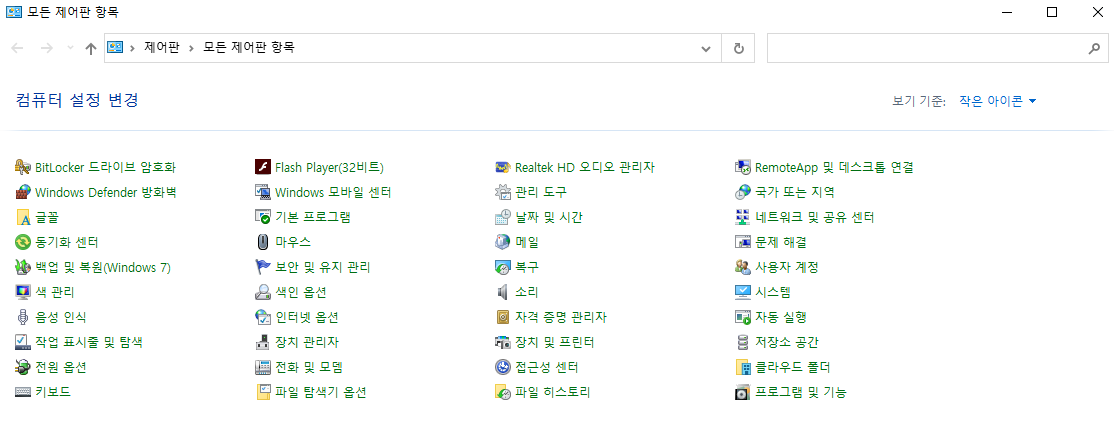 모든 제어판 항목
제어판 모든 제어판 항목
컴퓨터 설정 변경
보기 기준: 작은 아이콘
BitLocker 드라이브 암호화 Flash Player(32비트) Realtek HD 오디오 관리자 RemoteApp 및 데스크톱 연결
Windows Defender 방화벽 Windows 모바일 센터 관리 도구 국가 또는 지역
글꼴 기본 프로그램 날짜 및 시간 네트워크 및 공유 센터
동기화 센터 마우스 메일 문제 해결
백업 및 복원(Windows 7) 보안 및 유지 관리 복구 사용자 계정
색 관리 색인 옵션 소리 시스템
음성 인식 인터넷 옵션 자격 증명 관리자 자동 실행
작업 표시줄 및 탐색 장치 관리자 장치 및 프린터 저장소 공간
전원 옵션 전화 및 모뎀 접근성 센터 클라우드 폴더
키보드 파일 탐색기 옵션 파일 히스토리 프로그램 및 기능